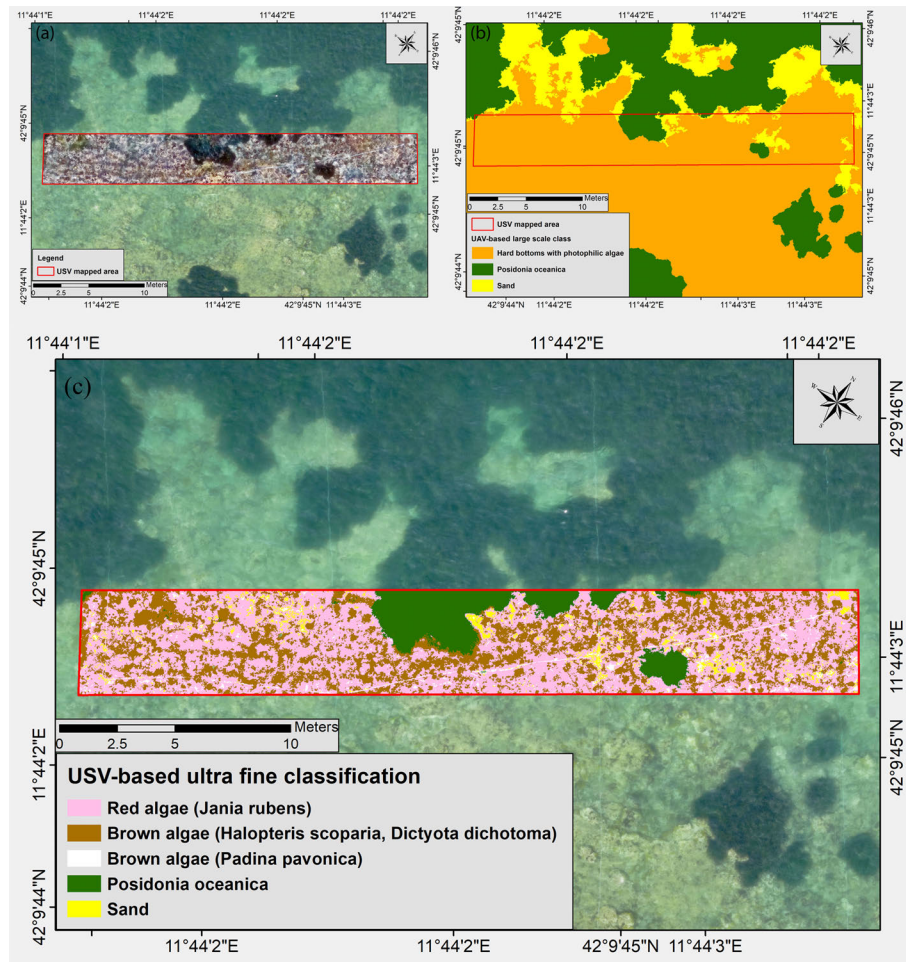 11°44'1"E 11°44'2"E 11°44'2"E
(a)
42°9'46"N
42°9'45"N
11°44'3"E
42°9'45"N
42°9'44"N
Legend
USV mapped area
Meters
0 2.5 5 10
11°44'2"E 11°44'2"E 42°9'45"N 11°44'3"E
11°44'2"E 11°44'2"E
42°9'45"N
(b)
42°9'46"N
11°44'3"E
42°9'45"N
42°9'45"N
42°9'44"N
42°9'45"N
Meters
0 2.5 5 10
USV mapped area
UAV-based large scale class
Hard bottoms with photophilic algae
Posidonia oceanica
Sand
11°44'2"E 11°44'2"E 11°44'2"E 11°44'3"E 11°44'3"E
11°44'1"E 11°44'2"E 11°44'2"E 11°44'2"E
(c)
N
W
E
S
42°9'46"N
42°9'45"N
11°44'3"E
11°44'2"E
42°9'45"N
42°9'44"N
Meters
0 2.5 5 10
USV-based ultra fine classification
Red algae (Jania rubens)
Brown algae (Halopteris scoparia, Dictyota dichotoma)
Brown algae (Padina pavonica)
Posidonia oceanica
Sand
11°44'2"E 11°44'2"E 42°9'45"N 11°44'3"E